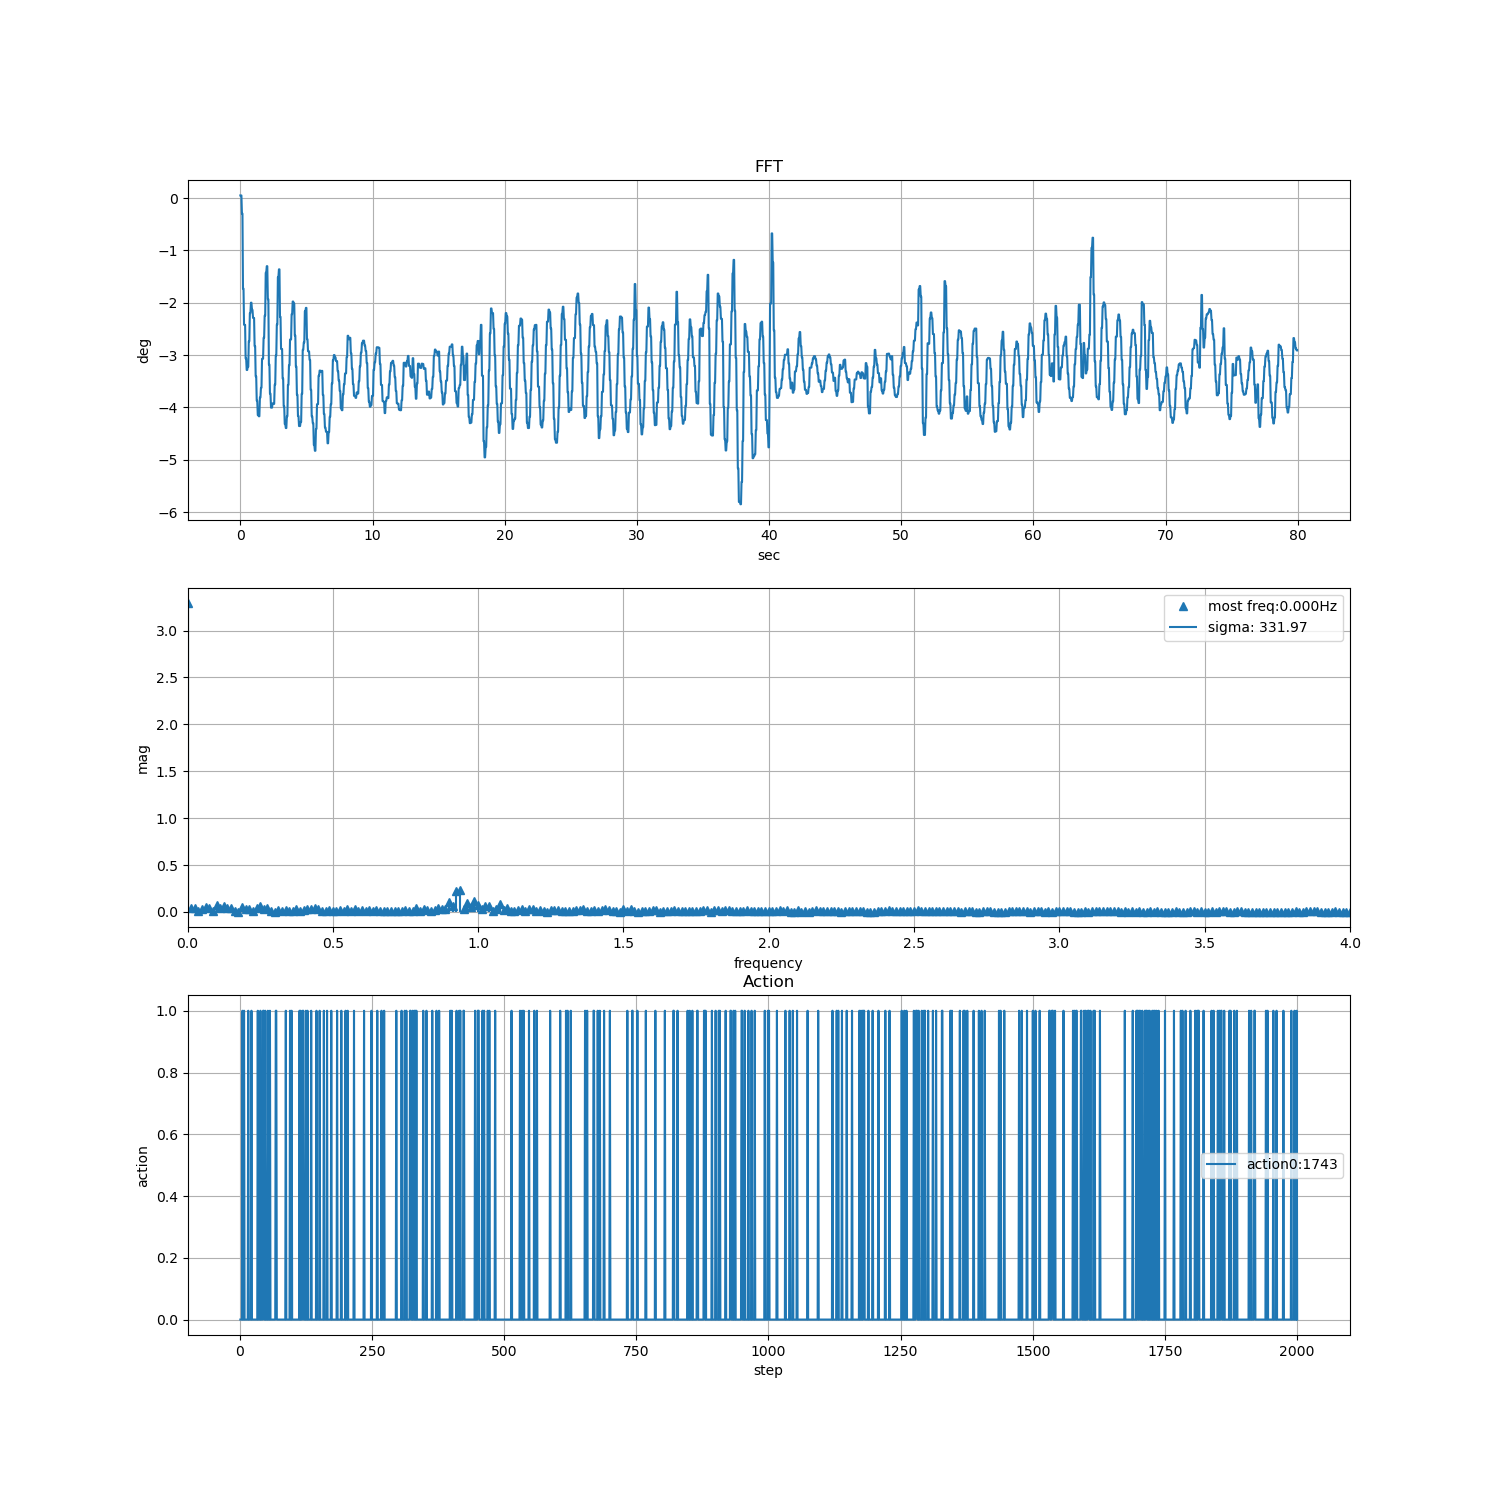 FFT
0
−1
−2
−3
−4
−5
−6
deg
0 10 20 30 40 50 60 70 80
sec
most freq:0.000Hz
sigma: 331.97
3.0
2.5
2.0
1.5
1.0
0.5
0.0
mag
0.0 0.5 1.0 1.5 2.0 2.5 3.0 3.5 4.0
frequency
Action
1.0
0.8
0.6
0.4
0.2
0.0
action
action0:1743
0 250 500 750 1000 1250 1500 1750 2000
step